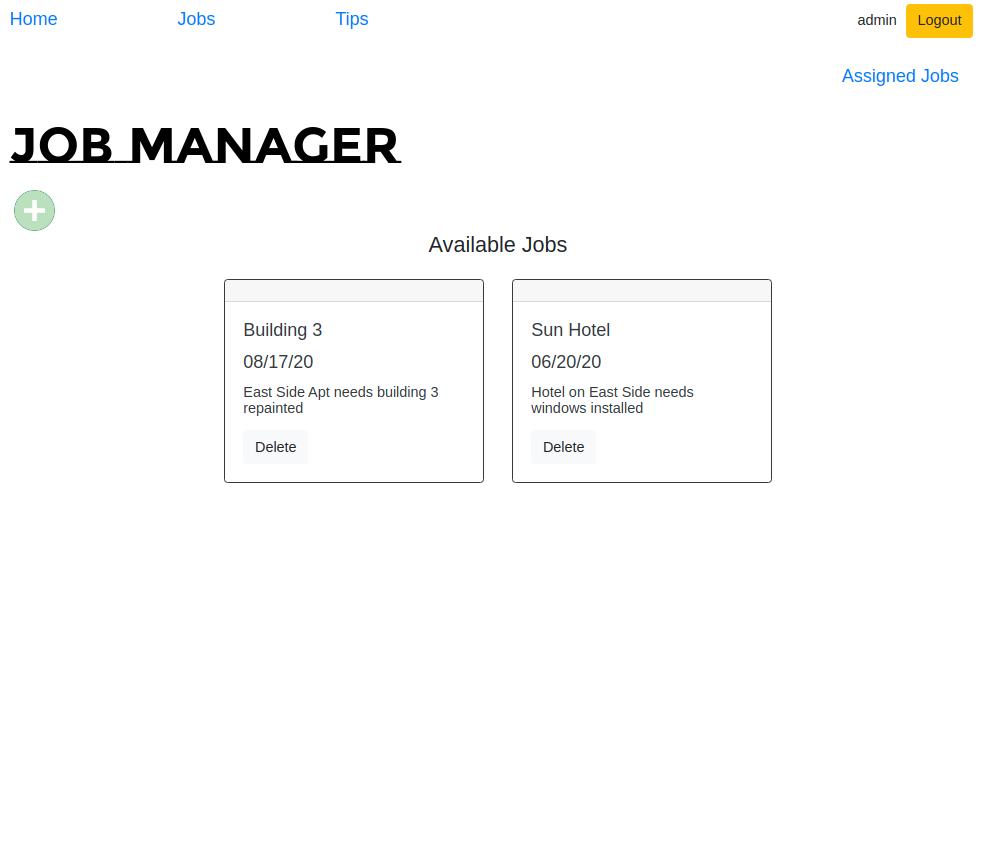 Home Jobs Tips admin Logout
Assigned Jobs
JOB MANAGER
Available Jobs
Building 3
08/17/20
East Side Apt needs building 3
repainted
Delete
Sun Hotel
06/20/20
Hotel on East Side needs
windows installed
Delete